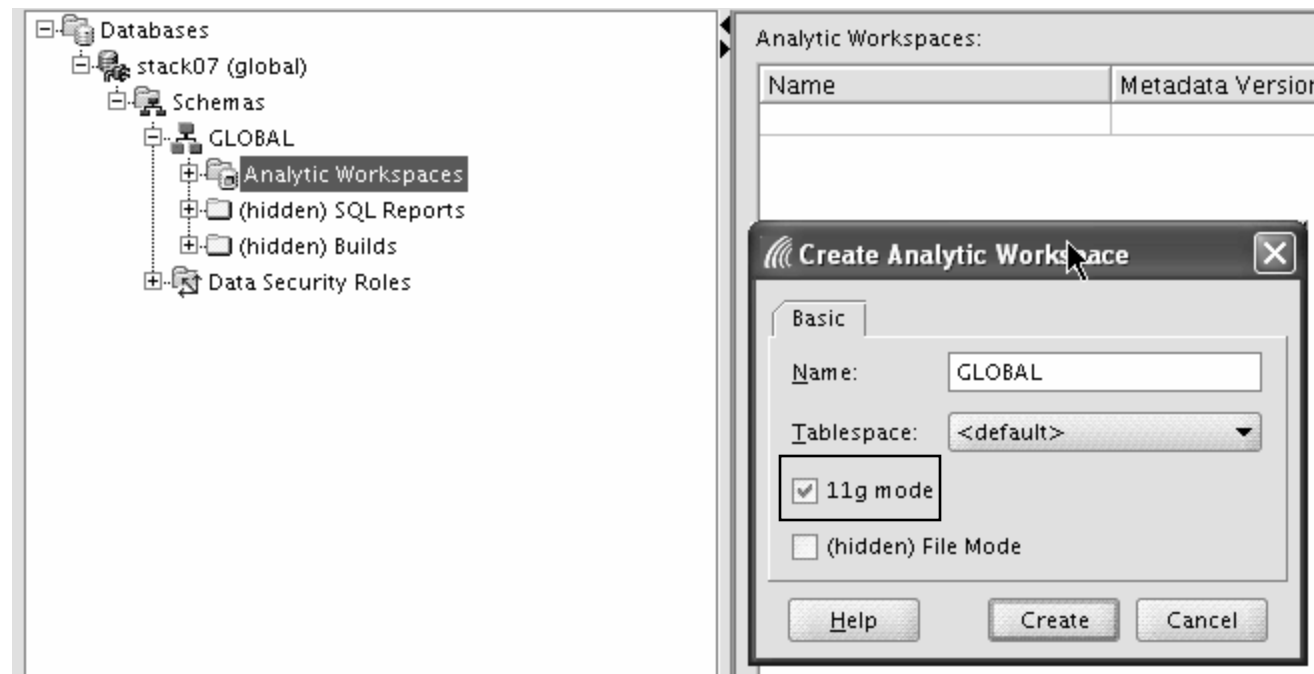 Databases
stack07 (global)
Schemas
GLOBAL
Analytic Workspaces
(hidden) SQL Reports
(hidden) Builds
Data Security Roles
Analytic Workspaces:
Name Metadata Version
Create Analytic Workspace
Basic
Name: GLOBAL
Tablespace: <default>
11g mode
(hidden) File Mode
Help Create Cancel